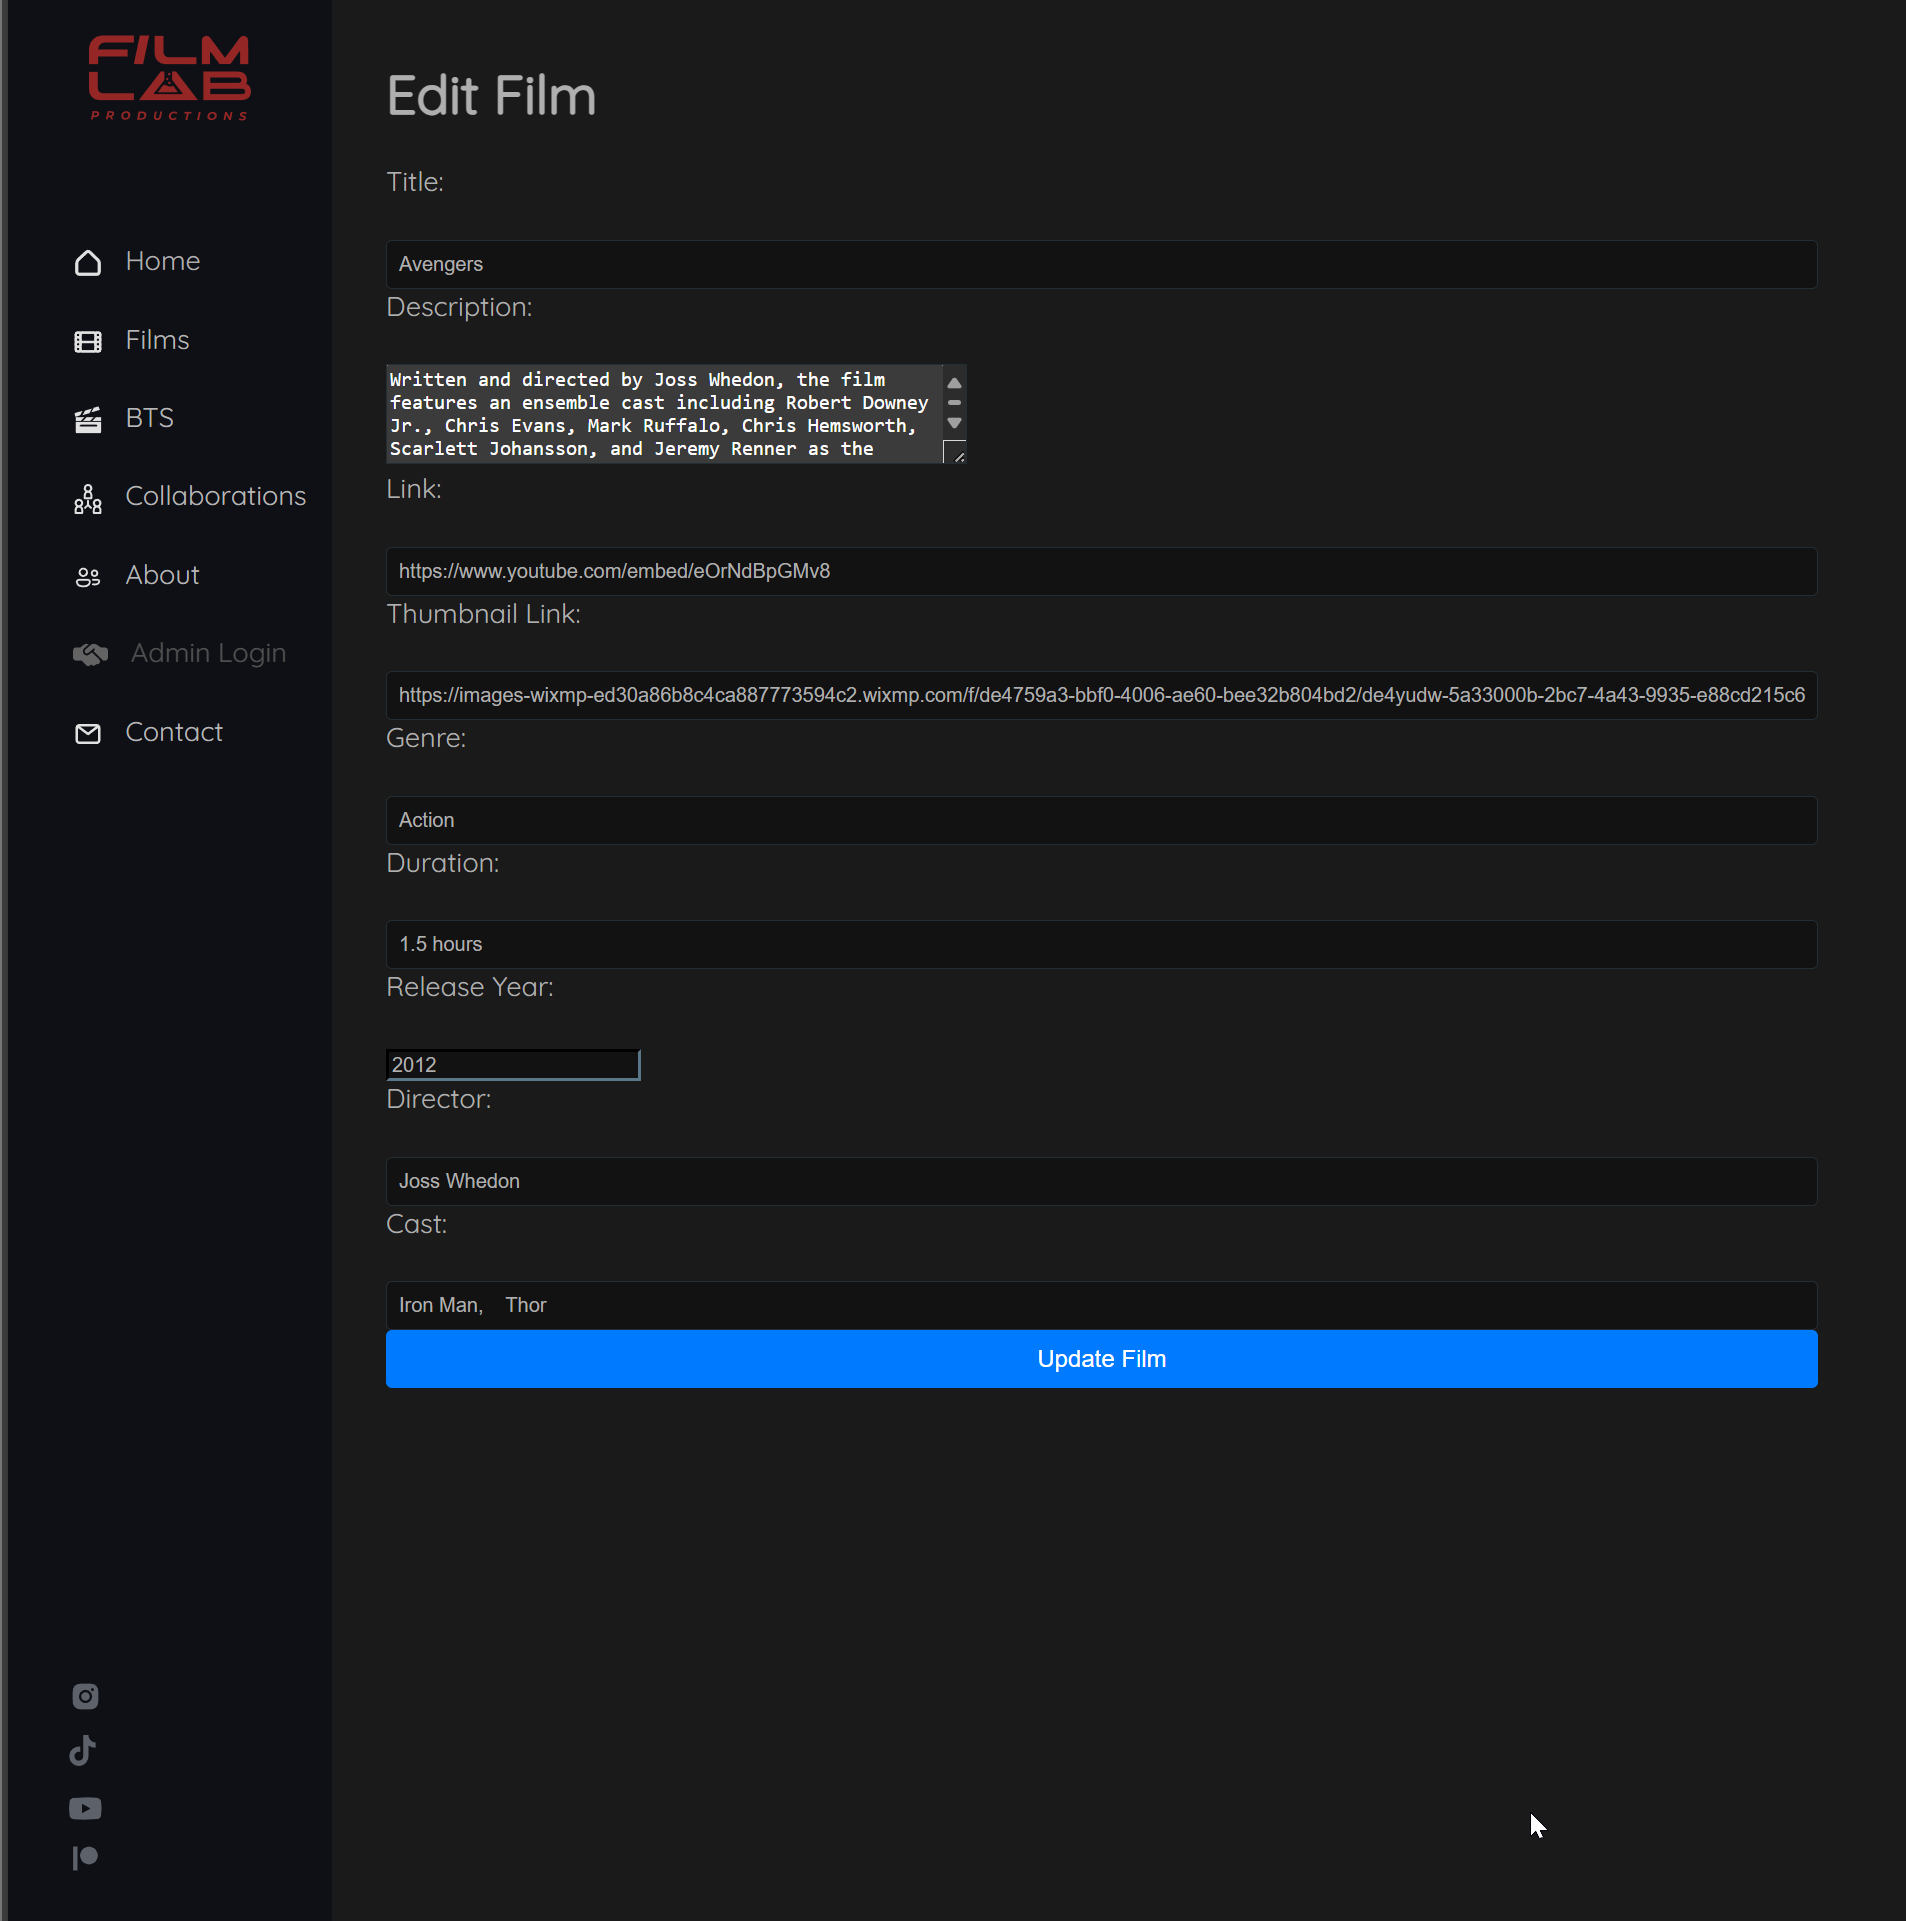 FILM
LAB
PRODUCTIONS
Home
Films
BTS
Collaborations
About
Admin Login
Contact
Edit Film
Title:
Avengers
Description:
Written and directed by Joss Whedon, the film
features an ensemble cast including Robert Downey
Jr., Chris Evans, Mark Ruffalo, Chris Hemsworth,
Scarlett Johansson, and Jeremy Renner as the
Link:
https://www.youtube.com/embed/eOrNdBpGMv8
Thumbnail Link:
https://images-wixmp-ed30a86b8c4ca887773594c2.wixmp.com/f/de4759a3-bbf0-4006-ae60-bee32b804bd2/de4yudw-5a33000b-2bc7-4a43-9935-e88cd215c6
Genre:
Action
Duration:
1.5 hours
Release Year:
2012
Director:
Joss Whedon
Cast:
Iron Man, Thor
Update Film